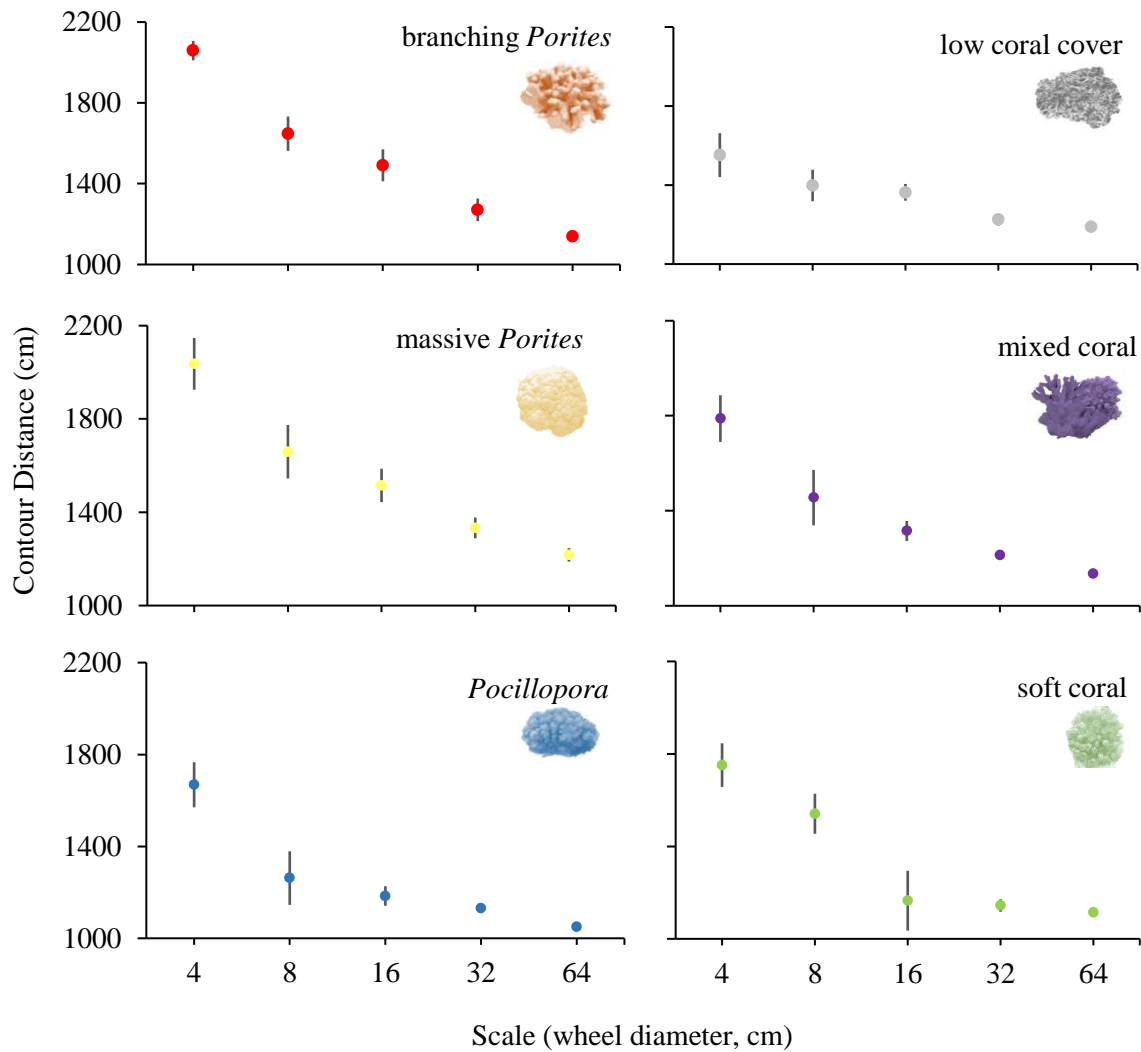 Contour Distance (cm)
branching Porites
2200
1800
1400
1000
low coral cover
massive Porites
2200
1800
1400
1000
mixed coral
Pocillopora
2200
1800
1400
1000
4 8 16 32 64
soft coral
4 8 16 32 64
Scale (wheel diameter, cm)